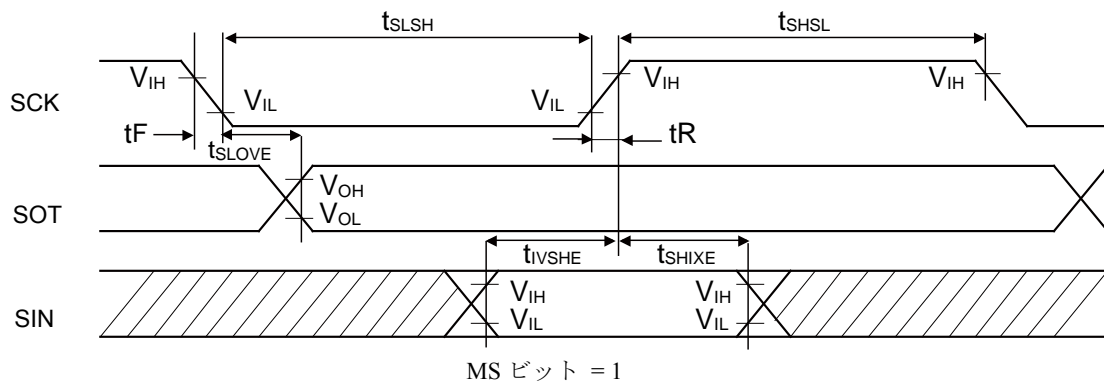 tSLSH
tSHSL
SCK
VIH
VIL
VIL
VIH
VIH
tF
tSLOVE
tR
SOT
VOH
VOL
tIVSHE
tSHIXE
SIN
VIH
VIL
VIH
VIL
MS ビット = 1